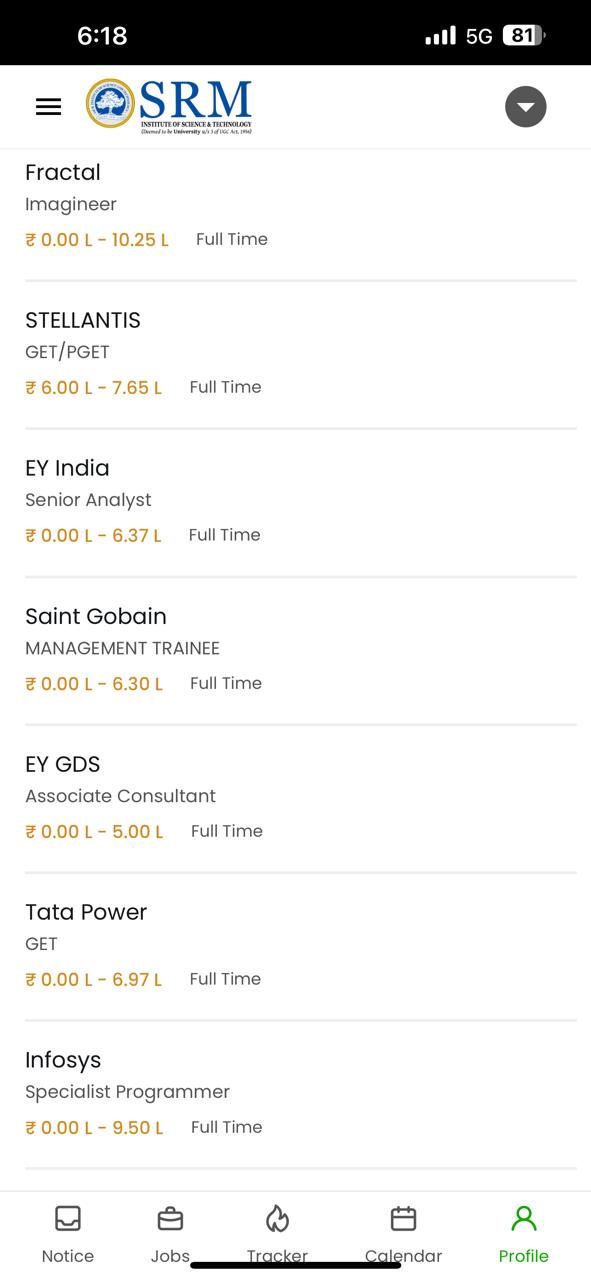 6:18
5G 81
SRM
INSTITUTE OF SCIENCE & TECHNOLOGY
(Deemed to be University u/s 3 of UGC Act, 1956)
Fractal
Imagineer
₹ 0.00 L - 10.25 L Full Time
STELLANTIS
GET/PGET
₹ 6.00 L - 7.65 L Full Time
EY India
Senior Analyst
₹ 0.00 L - 6.37 L Full Time
Saint Gobain
MANAGEMENT TRAINEE
₹ 0.00 L - 6.30 L Full Time
EY GDS
Associate Consultant
₹ 0.00 L - 5.00 L Full Time
Tata Power
GET
₹ 0.00 L - 6.97 L Full Time
Infosys
Specialist Programmer
₹ 0.00 L - 9.50 L Full Time
Notice Jobs Tracker Calendar Profile